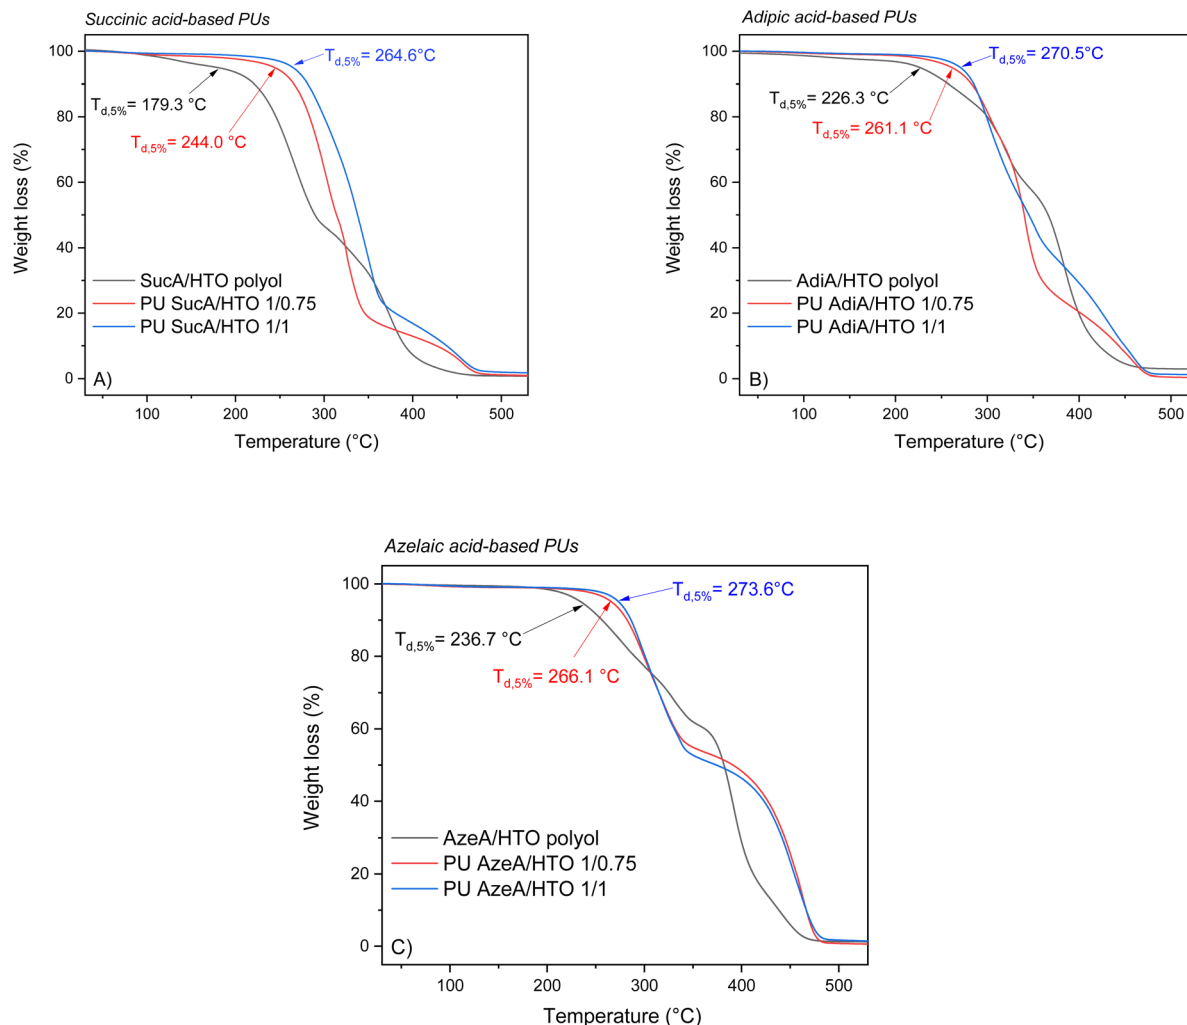 Succinic acid-based PUs
100
80
60
40
20
0
Weight loss (%)
T_d,5%= 264.6°C
T_d,5%= 179.3 °C
T_d,5%= 244.0 °C
SucA/HTO polyol
PU SucA/HTO 1/0.75
PU SucA/HTO 1/1
A)
100
200
300
400
500
Temperature (°C)
Adipic acid-based PUs
100
80
60
40
20
0
Weight loss (%)
T_d,5%= 270.5°C
T_d,5%= 226.3 °C
T_d,5%= 261.1 °C
AdiA/HTO polyol
PU AdiA/HTO 1/0.75
PU AdiA/HTO 1/1
B)
100
200
300
400
500
Temperature (°C)
Azelaic acid-based PUs
100
80
60
40
20
0
Weight loss (%)
T_d,5%= 273.6°C
T_d,5%= 236.7 °C
T_d,5%= 266.1 °C
AzeA/HTO polyol
PU AzeA/HTO 1/0.75
PU AzeA/HTO 1/1
C)
100
200
300
400
500
Temperature (°C)